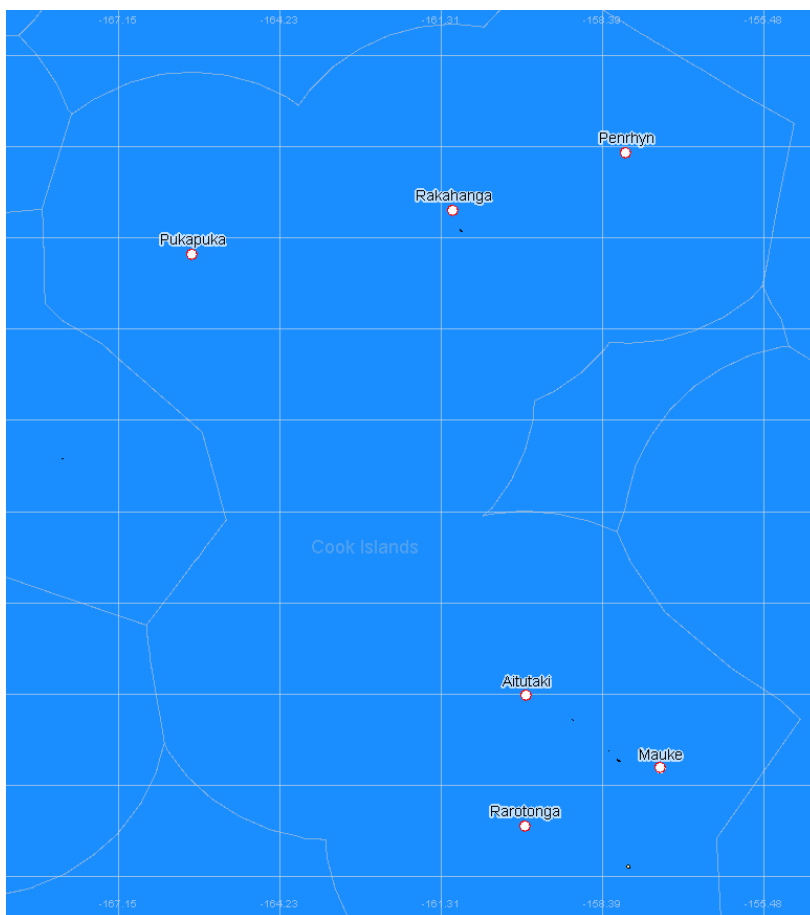 -167.15 -164.23 -161.31 -158.39 -155.48
Penrhyn
Rakahanga
Pukapuka
Cook Islands
Aitutaki
Mauke
Rarotonga
-167.15 -164.23 -161.31 -158.39 -155.48